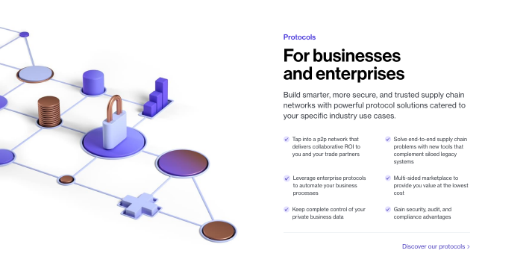 Protocols
For businesses
and enterprises
Build smarter, more secure, and trusted supply chain
networks with powerful protocol solutions catered to
your specific industry use cases.
Tap into a p2p network that
delivers collaborative ROI to
you and your trade partners
Solve end-to-end supply chain
problems with new tools that
complement siloed legacy
systems
Leverage enterprise protocols
to automate your business
processes
Multi-sided marketplace to
provide you value at the lowest
cost
Keep complete control of your
private business data
Gain security, audit, and
compliance advantages
Discover our protocols ›